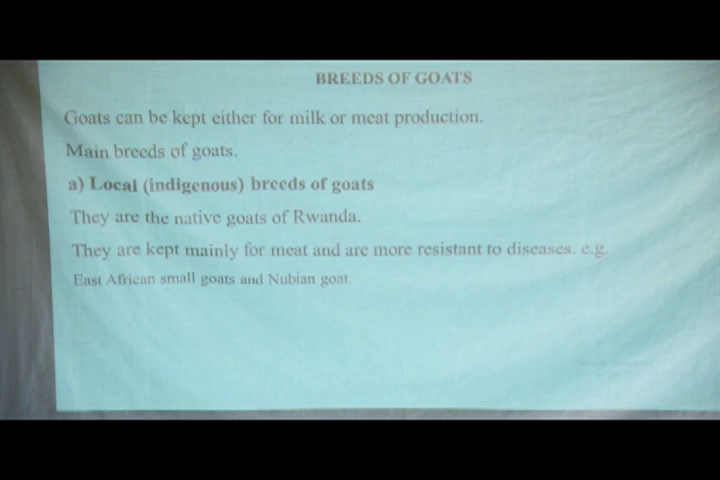 BREEDS OF GOATS
Goats can be kept either for milk or meat production.
Main breeds of goats.
a) Local (indigenous) breeds of goats
They are the native goats of Rwanda.
They are kept mainly for meat and are more resistant to diseases. e.g.
East African small goats and Nubian goat.